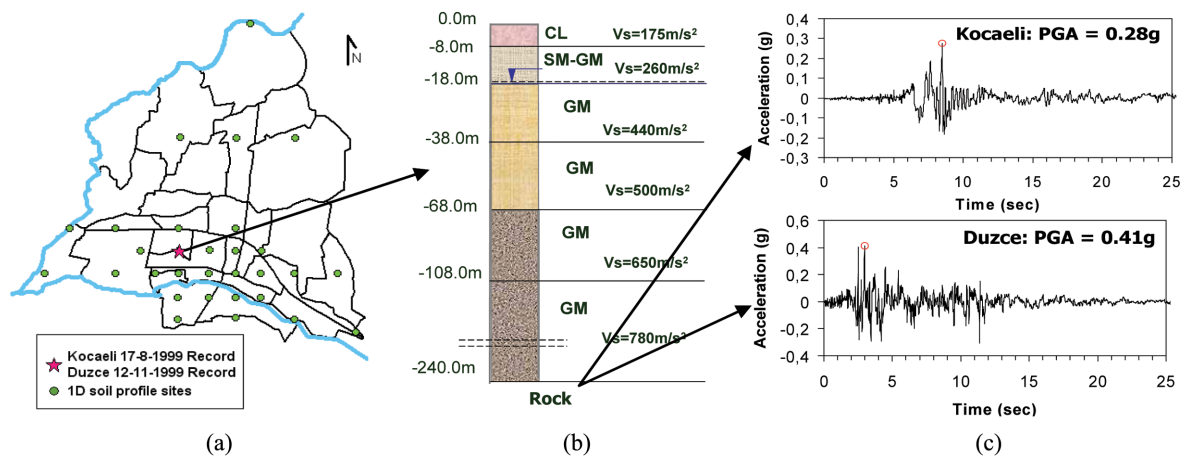 N
Kocaeli 17-8-1999 Record
Duzce 12-11-1999 Record
1D soil profile sites
(a)
0.0m
CL
Vs=175m/s²
-8.0m
SM-GM
Vs=260m/s²
-18.0m
GM
Vs=440m/s²
-38.0m
GM
Vs=500m/s²
-68.0m
GM
Vs=650m/s²
-108.0m
GM
Vs=780m/s²
-240.0m
Rock
(b)
Kocaeli: PGA = 0.28g
Acceleration (g)
0,4
0,3
0,2
0,1
0
-0,1
-0,2
-0,3
0 5 10 15 20 25
Time (sec)
Duzce: PGA = 0.41g
Acceleration (g)
0,6
0,4
0,2
0
-0,2
-0,4
0 5 10 15 20 25
Time (sec)
(c)